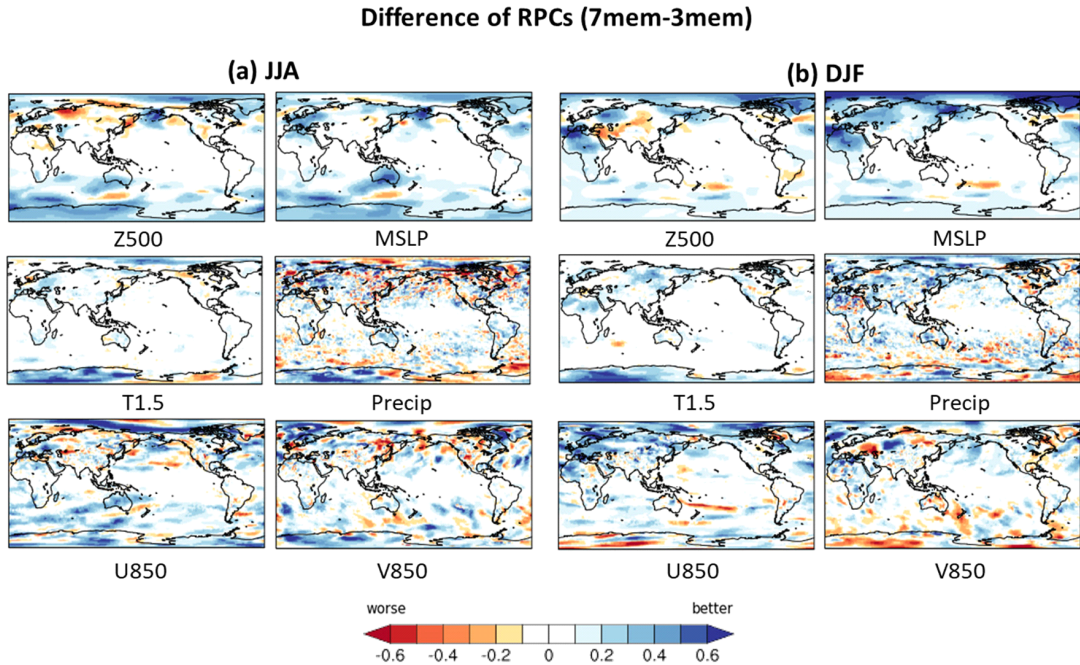 Difference of RPCs (7mem-3mem)
(a) JJA
(b) DJF
Z500
MSLP
Z500
MSLP
T1.5
Precip
T1.5
Precip
U850
V850
U850
V850
worse
better
-0.6
-0.4
-0.2
0
0.2
0.4
0.6